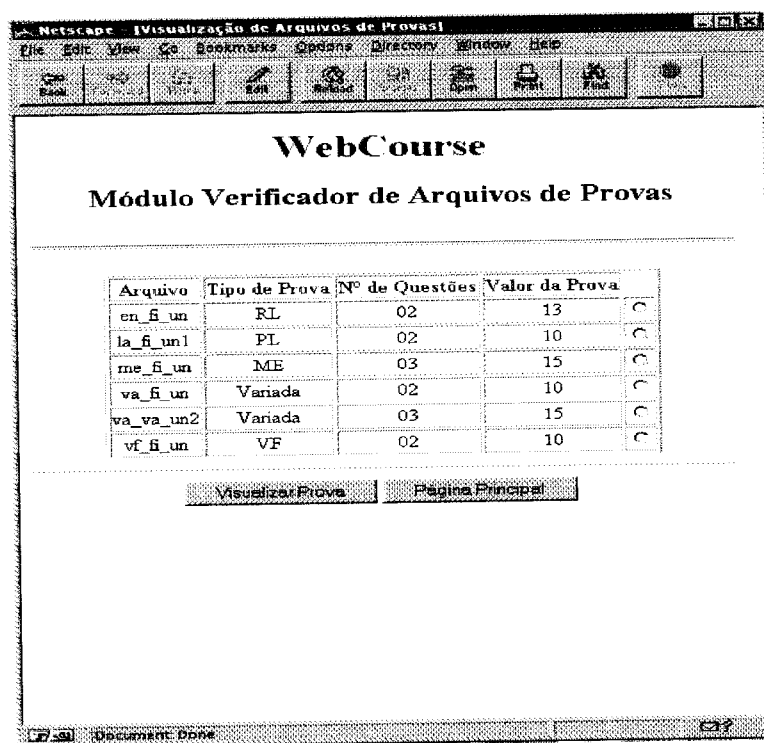 Netscape - [Visualização de Arquivos de Provas]
File Edit View Go Bookmarks Options Directory Window Help
Back Edit Reload Open Print Find
WebCourse
Módulo Verificador de Arquivos de Provas
Arquivo Tipo de Prova Nº de Questões Valor da Prova
en_fi_un RL 02 13
la_fi_un1 PL 02 10
me_fi_un ME 03 15
va_fi_un Variada 02 10
va_va_un2 Variada 03 15
vf_fi_un VF 02 10
Visualizar Prova Página Principal
Document: Done